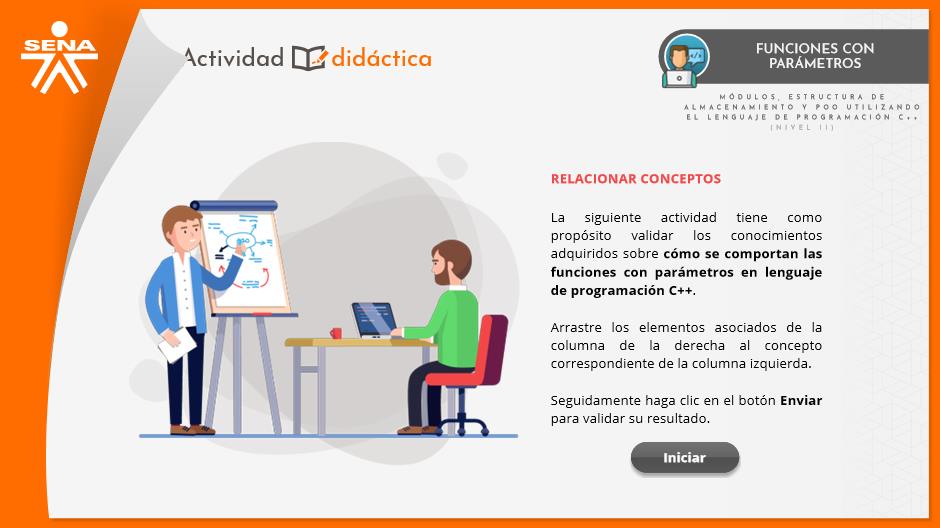 SENA
Actividad didáctica
FUNCIONES CON
PARÁMETROS
MÓDULOS, ESTRUCTURA DE
ALMACENAMIENTO Y POO UTILIZANDO
EL LENGUAJE DE PROGRAMACIÓN C++
(NIVEL II)
RELACIONAR CONCEPTOS
La siguiente actividad tiene como
propósito validar los conocimientos
adquiridos sobre cómo se comportan las
funciones con parámetros en lenguaje
de programación C++.
Arrastre los elementos asociados de la
columna de la derecha al concepto
correspondiente de la columna izquierda.
Seguidamente haga clic en el botón Enviar
para validar su resultado.
Iniciar